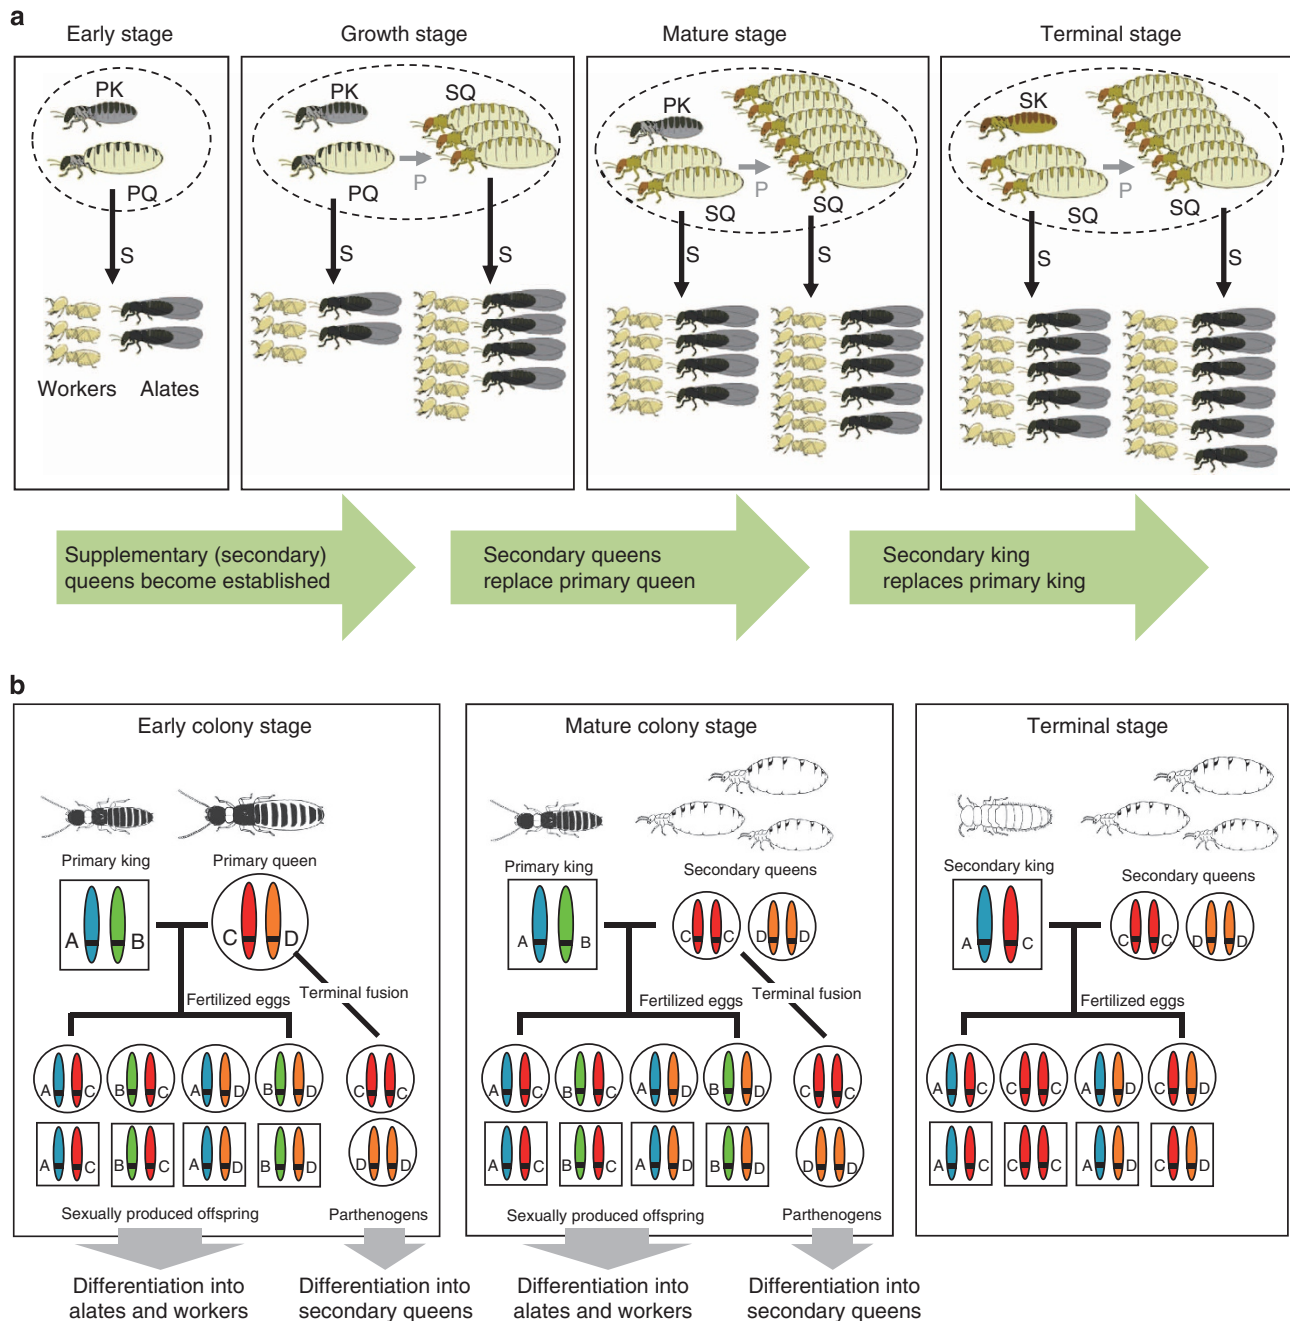 a
Early stage
Growth stage
Mature stage
Terminal stage
PK
PQ
S
Workers Alates
PK
SQ
P
PQ
S
S
PK
P
SQ
SQ
S
S
SK
P
SQ
SQ
S
S
Supplementary (secondary)
queens become established
Secondary queens
replace primary queen
Secondary king
replaces primary king
b
Early colony stage
Primary king
Primary queen
A B
C D
Terminal fusion
Fertilized eggs
A C B C A D B D C C
A C B C A D B D D D
Sexually produced offspring
Parthenogens
Differentiation into
alates and workers
Differentiation into
secondary queens
Mature colony stage
Primary king
Secondary queens
A B
C C D D
Terminal fusion
Fertilized eggs
A C B C A D B D C C
A C B C A D B D D D
Sexually produced offspring
Parthenogens
Differentiation into
alates and workers
Differentiation into
secondary queens
Terminal stage
Secondary king
Secondary queens
A C
C C D D
Fertilized eggs
A C C C A D C D
A C C C A D C D